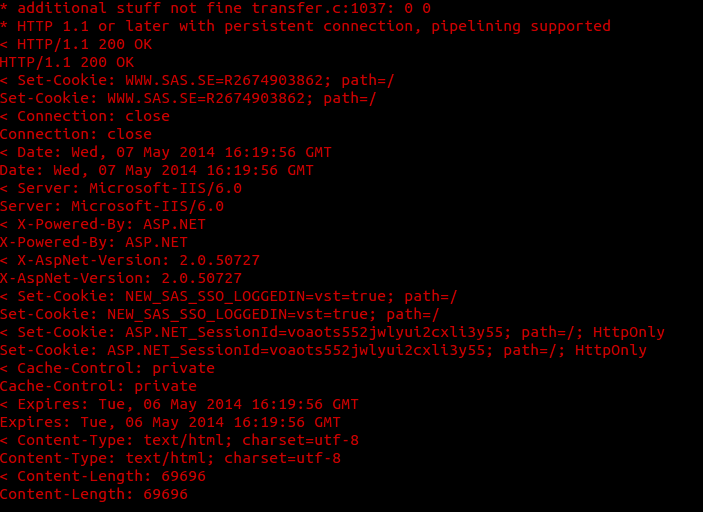 * additional stuff not fine transfer.c:1037: 0 0
* HTTP 1.1 or later with persistent connection, pipelining supported
< HTTP/1.1 200 OK
HTTP/1.1 200 OK
< Set-Cookie: WWW.SAS.SE=R2674903862; path=/
Set-Cookie: WWW.SAS.SE=R2674903862; path=/
< Connection: close
Connection: close
< Date: Wed, 07 May 2014 16:19:56 GMT
Date: Wed, 07 May 2014 16:19:56 GMT
< Server: Microsoft-IIS/6.0
Server: Microsoft-IIS/6.0
< X-Powered-By: ASP.NET
X-Powered-By: ASP.NET
< X-AspNet-Version: 2.0.50727
X-AspNet-Version: 2.0.50727
< Set-Cookie: NEW_SAS_SSO_LOGGEDIN=vst=true; path=/
Set-Cookie: NEW_SAS_SSO_LOGGEDIN=vst=true; path=/
< Set-Cookie: ASP.NET_SessionId=voaots552jwlyui2cxli3y55; path=/; HttpOnly
Set-Cookie: ASP.NET_SessionId=voaots552jwlyui2cxli3y55; path=/; HttpOnly
< Cache-Control: private
Cache-Control: private
< Expires: Tue, 06 May 2014 16:19:56 GMT
Expires: Tue, 06 May 2014 16:19:56 GMT
< Content-Type: text/html; charset=utf-8
Content-Type: text/html; charset=utf-8
< Content-Length: 69696
Content-Length: 69696